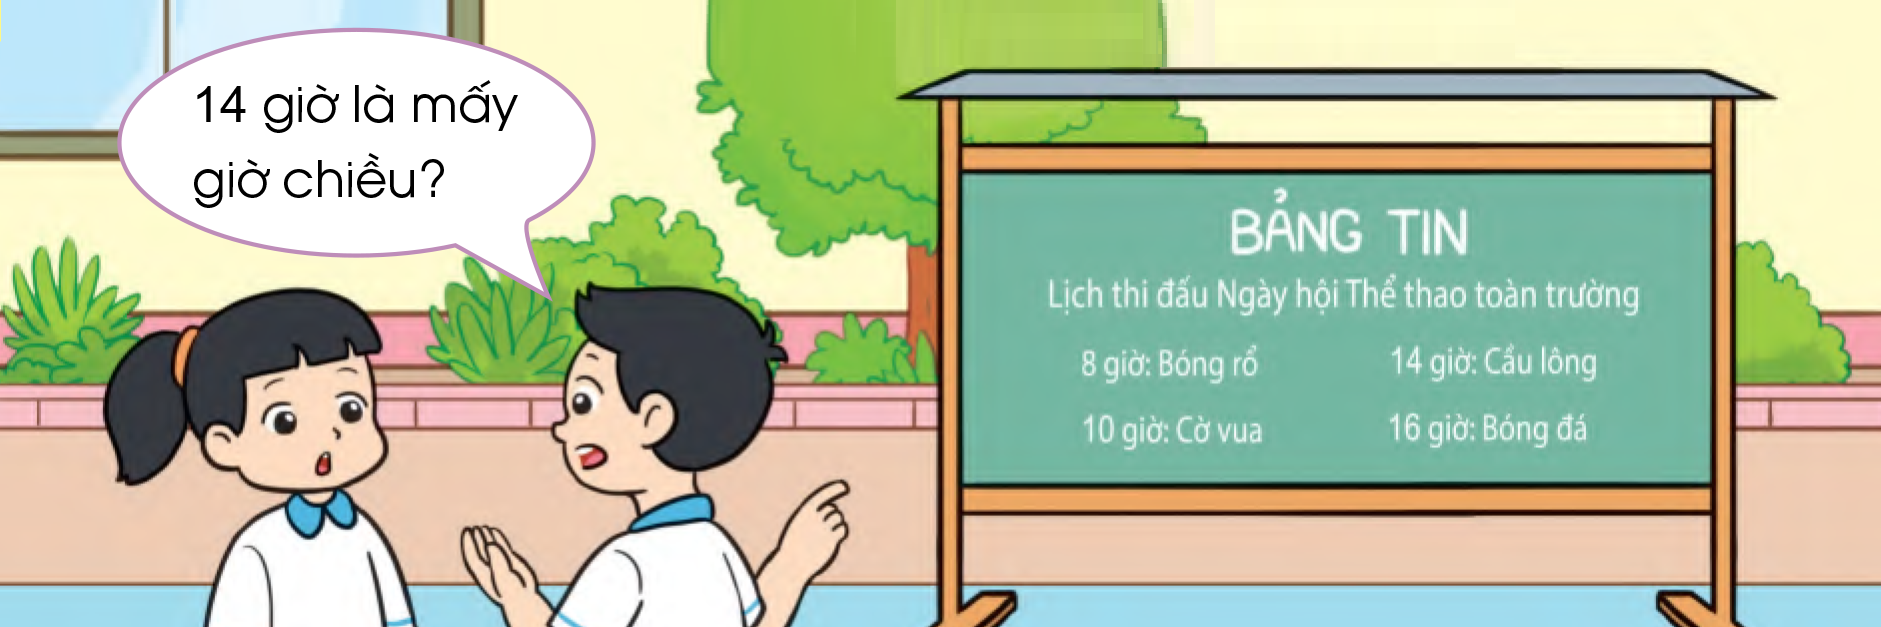 14 giờ là mấy
giờ chiều?
BẢNG TIN
Lịch thi đấu Ngày hội Thể thao toàn trường
8 giờ: Bóng rổ
14 giờ: Cầu lông
10 giờ: Cờ vua
16 giờ: Bóng đá